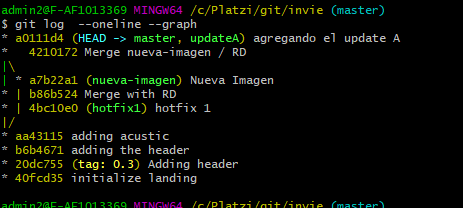 admin2@F-AF1013369 MINGW64 /c/Platzi/git/invie (master)
$ git log  --oneline --graph
* a0111d4 (HEAD -> master, updateA) agregando el update A
*   4210172 Merge nueva-imagen / RD
|\
| * a7b22a1 (nueva-imagen) Nueva Imagen
* | b86b524 Merge with RD
* | 4bc10e0 (hotfix1) hotfix 1
|/
* aa43115 adding acustic
* b6b4671 adding the header
* 20dc755 (tag: 0.3) Adding header
* 40fcd35 initialize landing
admin2@F-AF1013369 MINGW64 /c/Platzi/git/invie (master)